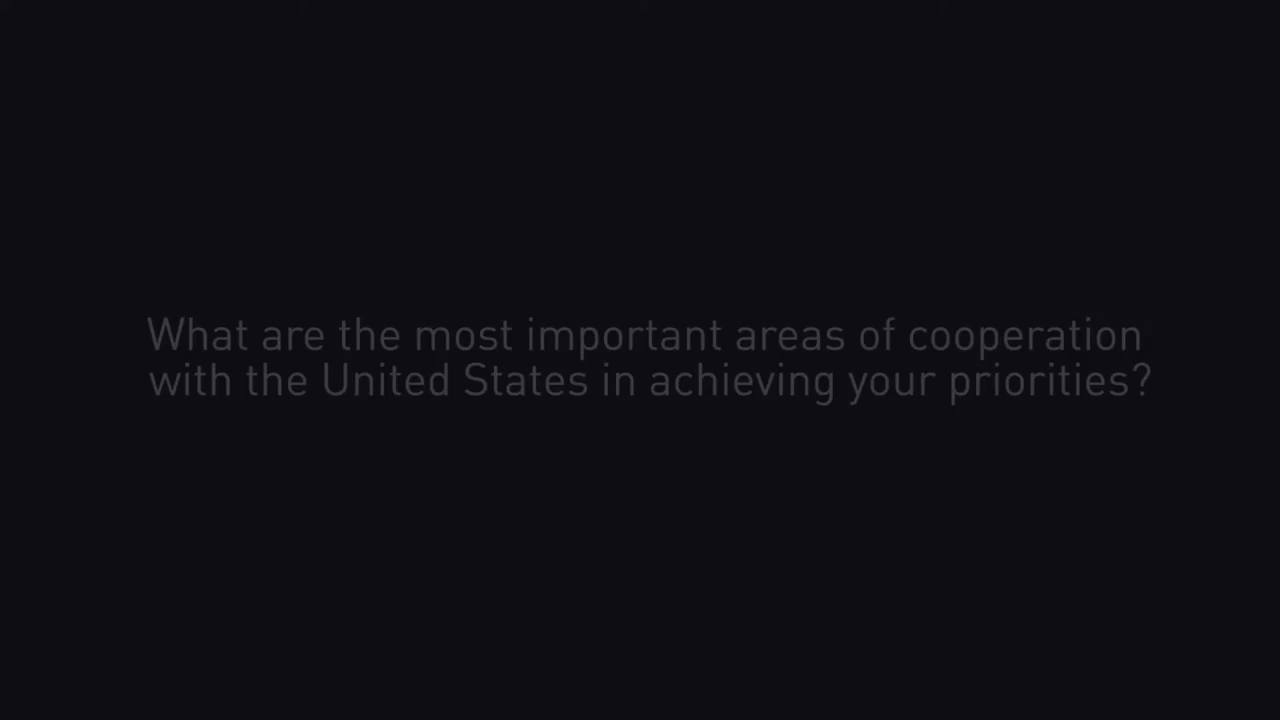 What are the most important areas of cooperation
with the United States in achieving your priorities?